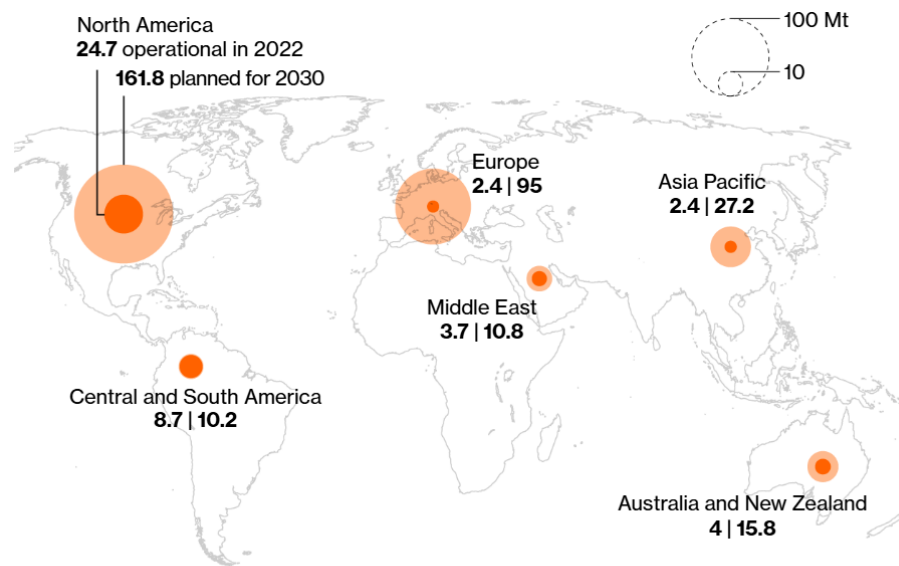 North America
24.7 operational in 2022
161.8 planned for 2030
100 Mt
10
Europe
2.4 | 95
Asia Pacific
2.4 | 27.2
Middle East
3.7 | 10.8
Central and South America
8.7 | 10.2
Australia and New Zealand
4 | 15.8